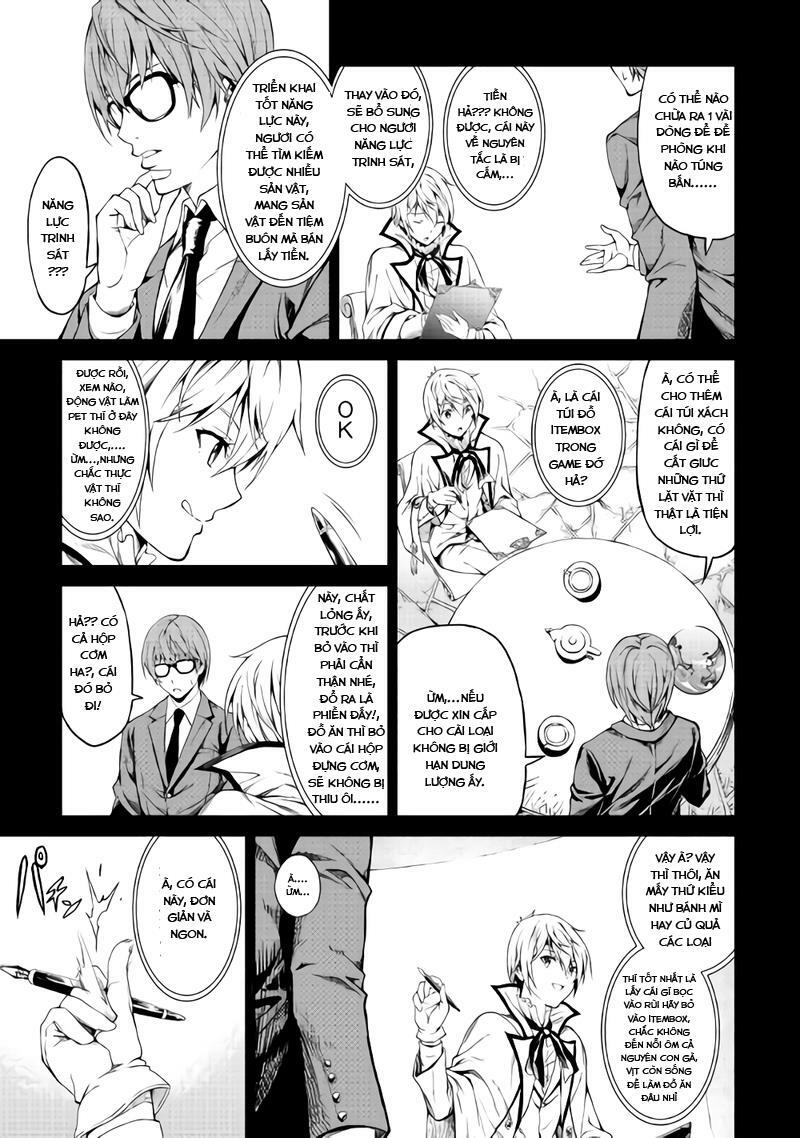 CÓ THỂ NÀO
CHỪA RA 1 VÀI
DÒNG ĐỂ ĐỀ
PHÒNG KHI
NÀO TÚNG
BẤN......
TIỀN
HẢ??? KHÔNG
ĐƯỢC, CÁI NÀY
VỀ NGUYÊN
TẮC LÀ BỊ
CẤM,...
THAY VÀO ĐÓ,
SẼ BỔ SUNG
CHO NGƯƠI
NĂNG LỰC
TRINH SÁT,
TRIỂN KHAI
TỐT NĂNG
LỰC NÀY,
NGƯƠI CÓ
THỂ TÌM KIẾM
ĐƯỢC NHIỀU
SẢN VẬT,
MANG SẢN
VẬT ĐẾN TIỆM
BUÔN MÀ BÁN
LẤY TIỀN.
NĂNG
LỰC
TRINH
SÁT
???
À, CÓ THỂ
CHO THÊM
CÁI TÚI XÁCH
KHÔNG, CÓ
CÁI GÌ ĐỂ
CẤT GIƯC
NHỮNG THỨ
LẶT VẶT THÌ
THẬT LÀ TIỆN
LỢI.
À, LÀ CÁI
TÚI ĐỒ
ITEMBOX
TRONG
GAME ĐÓ
HẢ?
ỪM,...NẾU
ĐƯỢC XIN CẤP
CHO CÁI LOẠI
KHÔNG BỊ GIỚI
HẠN DUNG
LƯỢNG ẤY.
OK
ĐƯỢC RỒI,
XEM NÀO,
ĐỘNG VẬT LÀM
PET THÌ Ở ĐÂY
KHÔNG
ĐƯỢC,....
ỪM...,NHƯNG
CHẮC THỰC
VẬT THÌ
KHÔNG
SAO.
NÀY, CHẤT
LỎNG ẤY,
TRƯỚC KHI
BỎ VÀO THÌ
PHẢI CẨN
THẬN NHÉ,
ĐỔ RA LÀ
PHIỀN ĐẤY!,
ĐỒ ĂN THÌ BỎ
VÀO CÁI HỘP
ĐỰNG CƠM,
SẼ KHÔNG BỊ
THIU ÔI......
HẢ?? CÓ
CẢ HỘP
CƠM
HA?, CÁI
ĐÓ BỎ
ĐI!
VẬY À? VẬY
THÌ THÔI, ĂN
MẤY THỨ KIỂU
NHƯ BÁNH MÌ
HAY CỦ QUẢ
CÁC LOẠI
THÌ TỐT NHẤT LÀ
LẤY CÁI GÌ BỌC
VÀO RÙI HÃY BỎ
VÀO ITEMBOX,
CHẮC KHÔNG
ĐẾN NỖI ÔM CẢ
NGUYÊN CON GÀ,
VỊT CÒN SỐNG
ĐỂ LÀM ĐỒ ĂN
ĐÂU NHỈ
À....
ỪM...
À, CÓ CÁI
NÀY, ĐƠN
GIẢN VÀ
NGON.
パチン